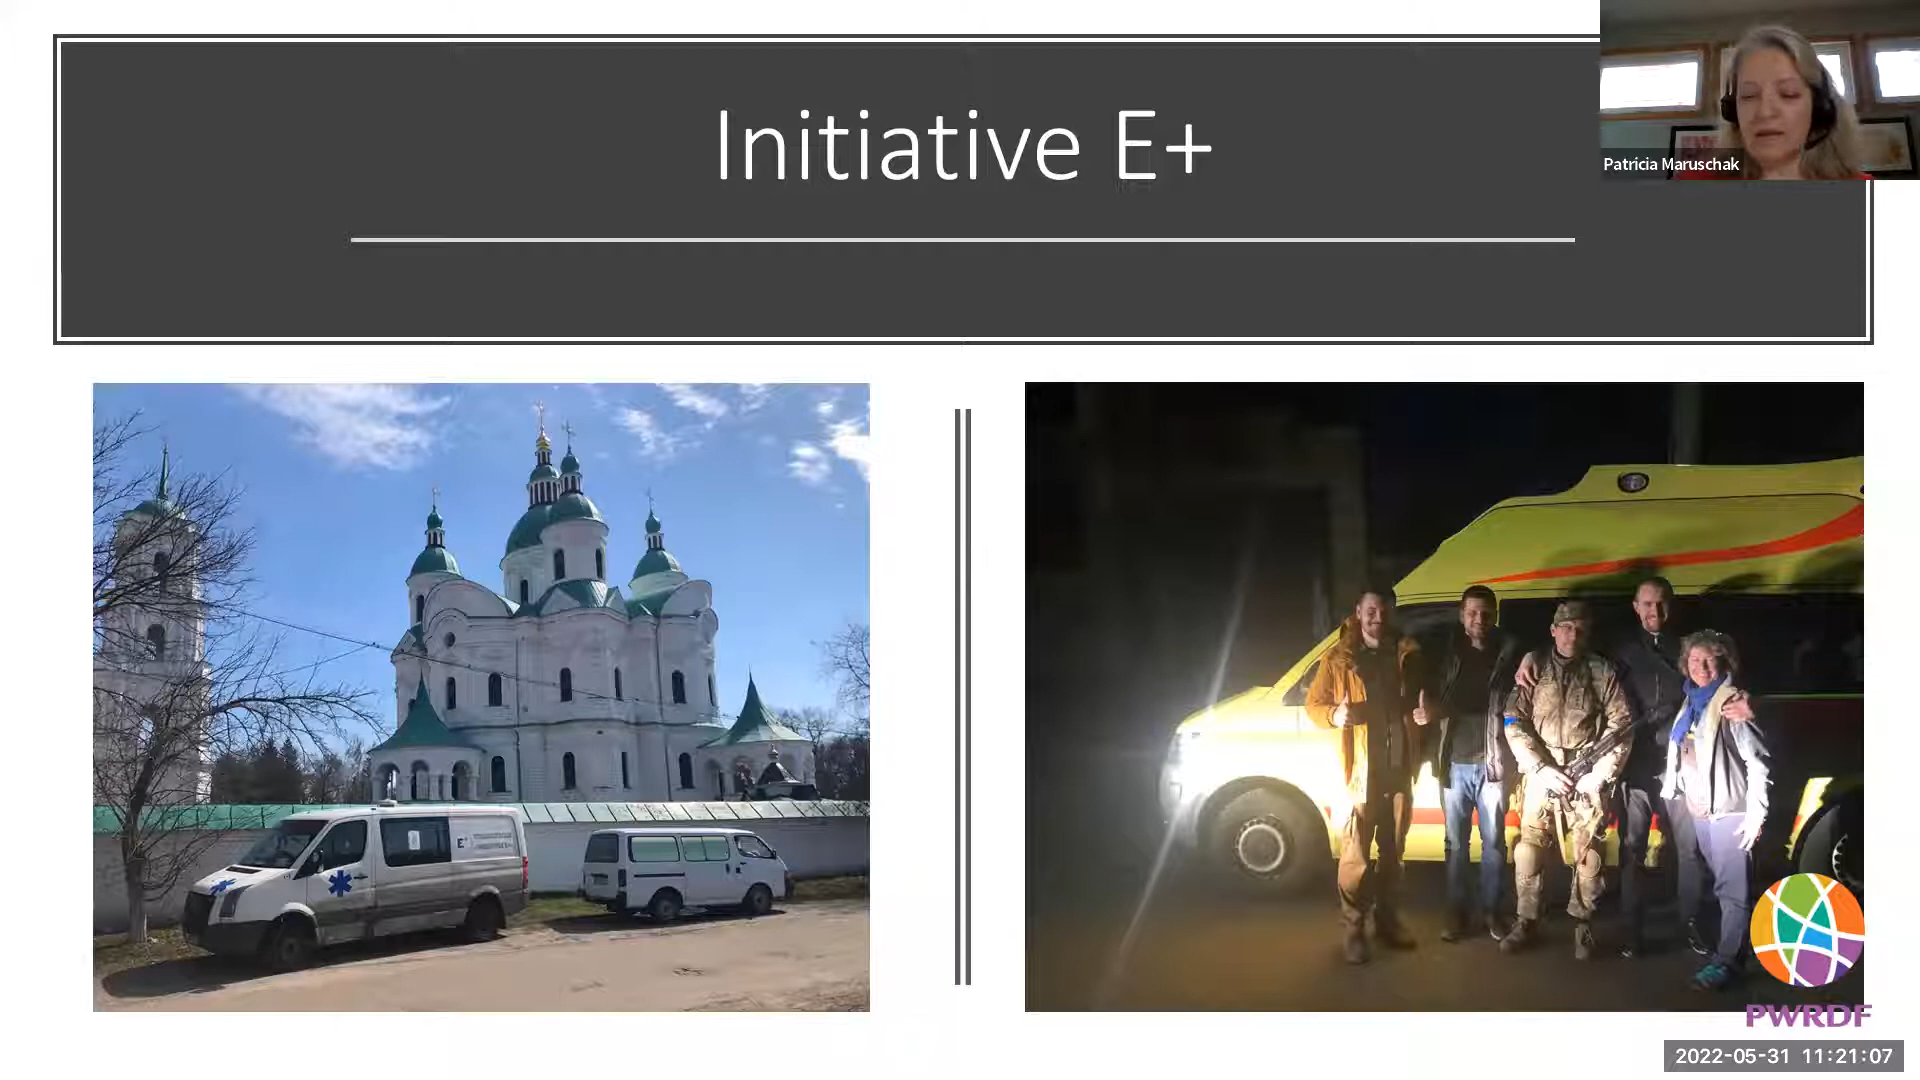 Initiative E+
Patricia Maruschak
E+
PWRDF
2022-05-31 11:21:07